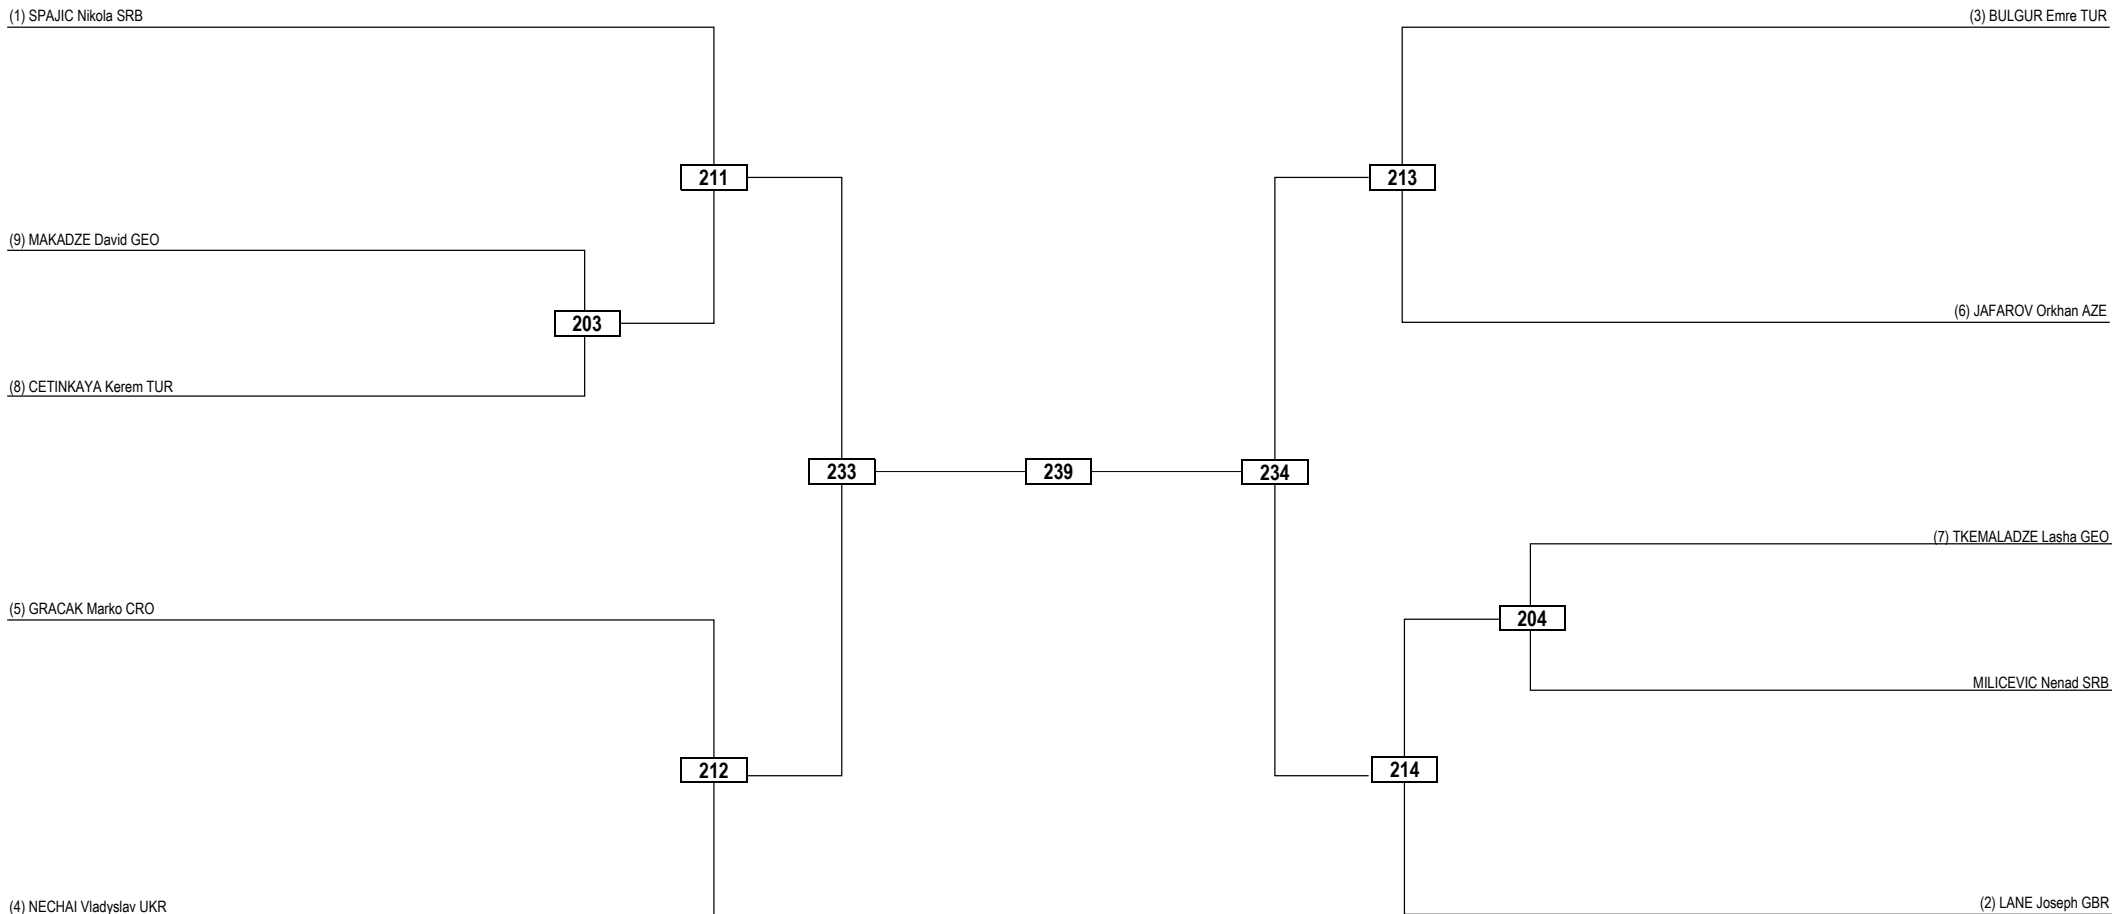 (1) SPAJIC Nikola SRB
(3) BULGUR Emre TUR
211
213
(9) MAKADZE David GEO
203
(6) JAFAROV Orkhan AZE
(8) CETINKAYA Kerem TUR
233
239
234
(7) TKEMALADZE Lasha GEO
(5) GRACAK Marko CRO
204
MILICEVIC Nenad SRB
212
214
(4) NECHAI Vladyslav UKR
(2) LANE Joseph GBR